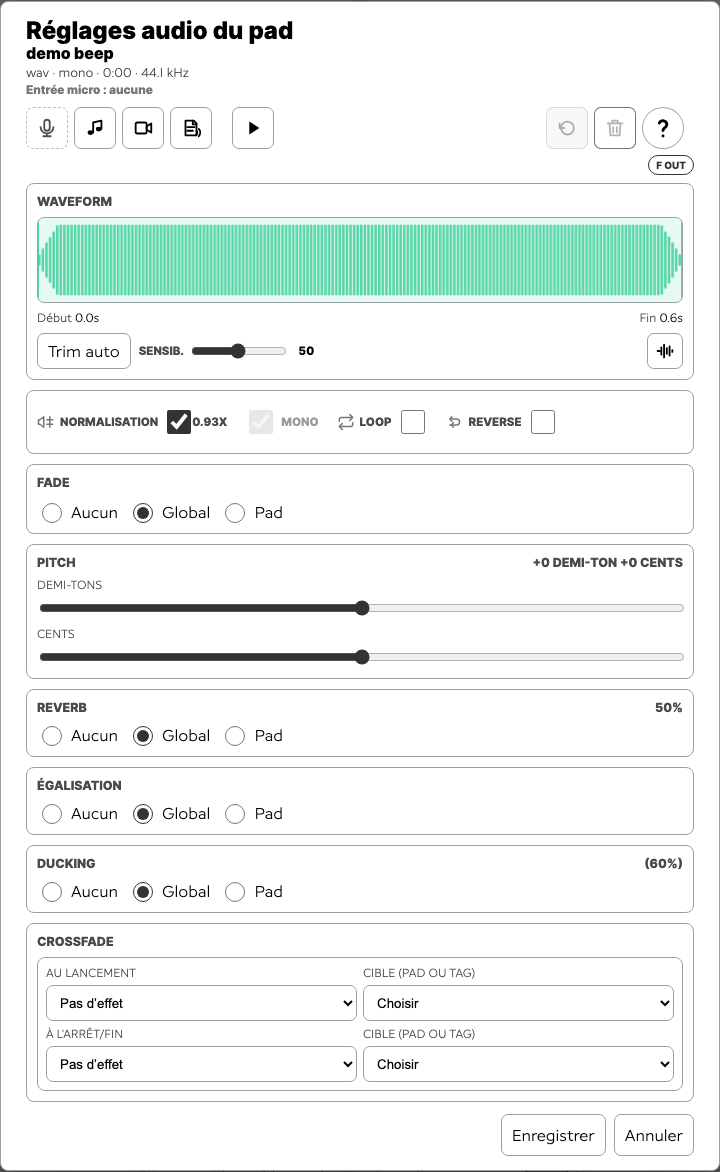 Réglages audio du pad
demo beep
wav · mono · 0:00 · 44.1 kHz
Entrée micro : aucune
?
F OUT
WAVEFORM
Début 0.0s Fin 0.6s
Trim auto SENSIB. 50
NORMALISATION 0.93X MONO LOOP REVERSE
FADE
Aucun Global Pad
PITCH +0 DEMI-TON +0 CENTS
DEMI-TONS
CENTS
REVERB 50%
Aucun Global Pad
ÉGALISATION
Aucun Global Pad
DUCKING (60%)
Aucun Global Pad
CROSSFADE
AU LANCEMENT CIBLE (PAD OU TAG)
Pas d'effet Choisir
À L'ARRÊT/FIN CIBLE (PAD OU TAG)
Pas d'effet Choisir
Enregistrer Annuler